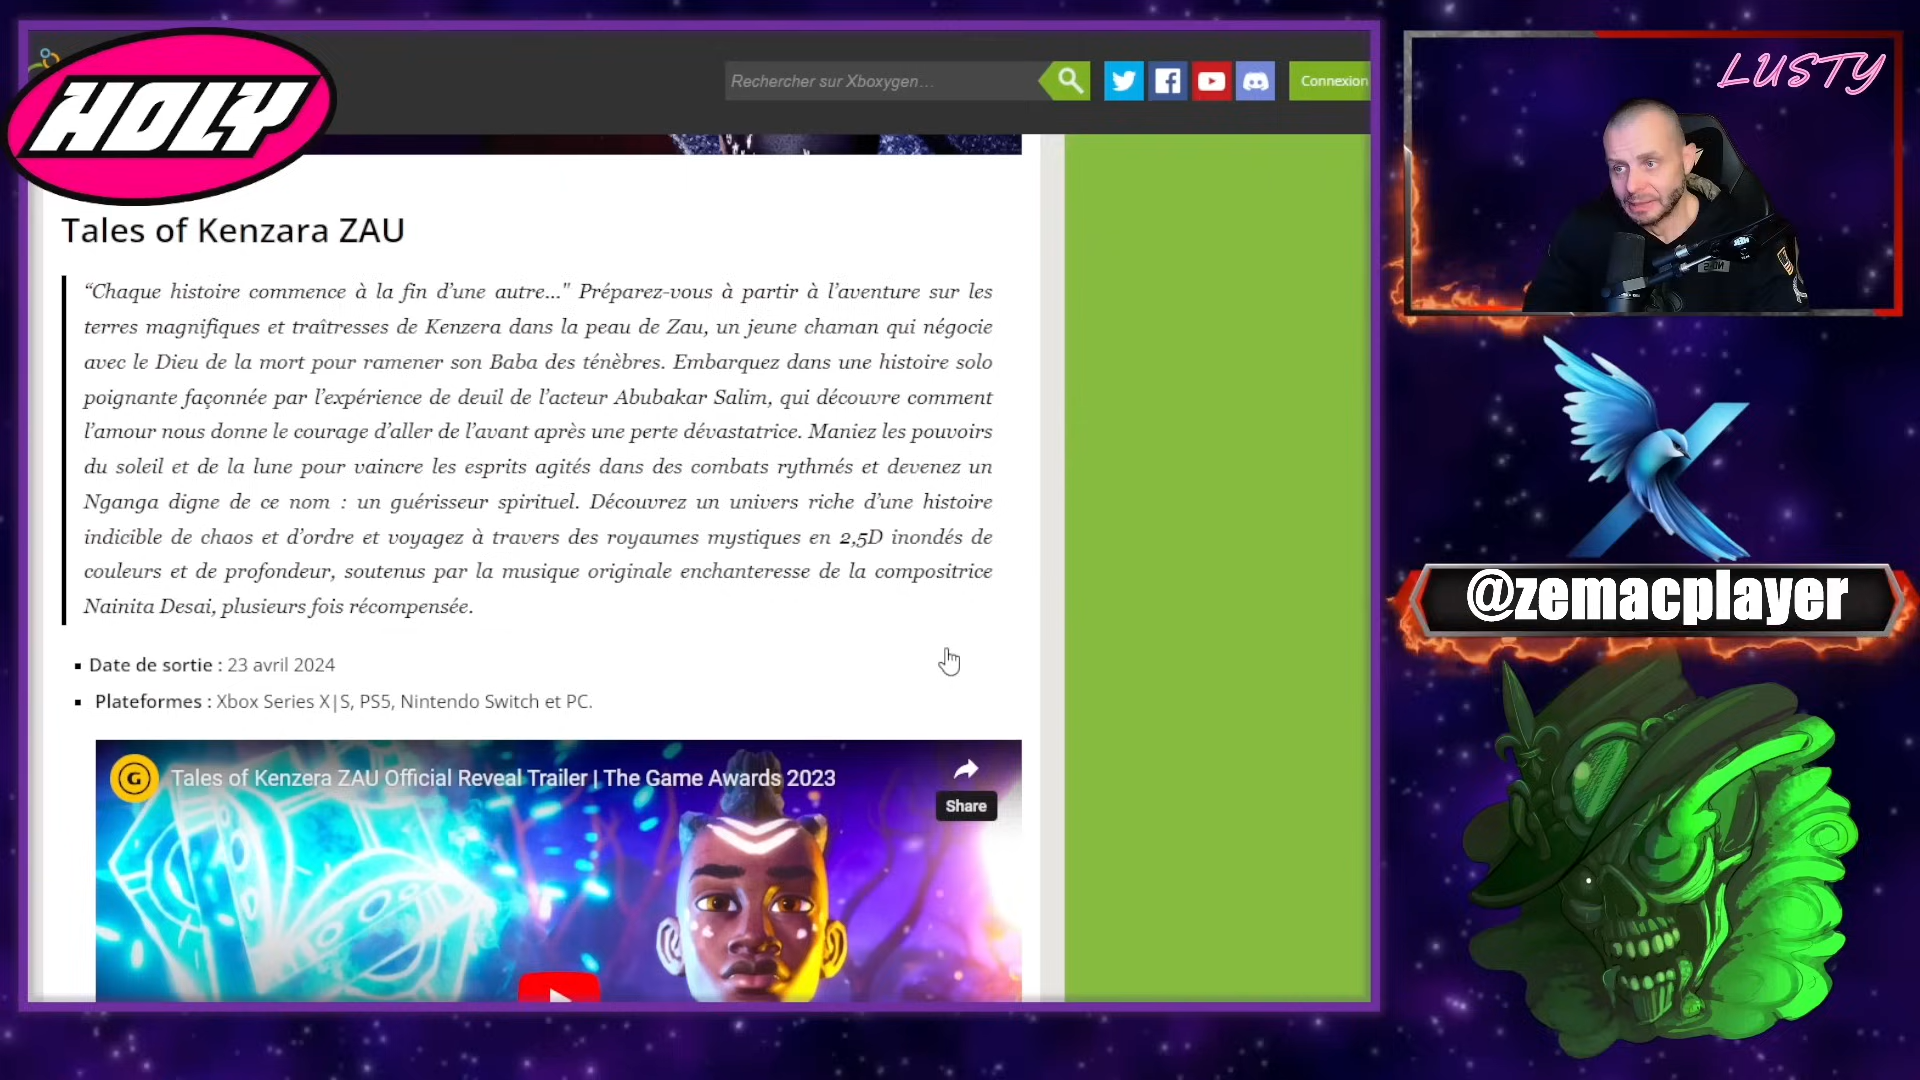 HOLY
Rechercher sur Xboxygen...
Connexion
LUSTY
Tales of Kenzara ZAU
“Chaque histoire commence à la fin d’une autre..." Préparez-vous à partir à l’aventure sur les
terres magnifiques et traîtresses de Kenzera dans la peau de Zau, un jeune chaman qui négocie
avec le Dieu de la mort pour ramener son Baba des ténèbres. Embarquez dans une histoire solo
poignante façonnée par l’expérience de deuil de l’acteur Abubakar Salim, qui découvre comment
l’amour nous donne le courage d’aller de l’avant après une perte dévastatrice. Maniez les pouvoirs
du soleil et de la lune pour vaincre les esprits agités dans des combats rythmés et devenez un
Nganga digne de ce nom : un guérisseur spirituel. Découvrez un univers riche d’une histoire
indicible de chaos et d’ordre et voyagez à travers des royaumes mystiques en 2,5D inondés de
couleurs et de profondeur, soutenus par la musique originale enchanteresse de la compositrice
Nainita Desai, plusieurs fois récompensée.
Date de sortie : 23 avril 2024
Plateformes : Xbox Series X|S, PS5, Nintendo Switch et PC.
G
Tales of Kenzera ZAU Official Reveal Trailer | The Game Awards 2023
Share
@zemacplayer